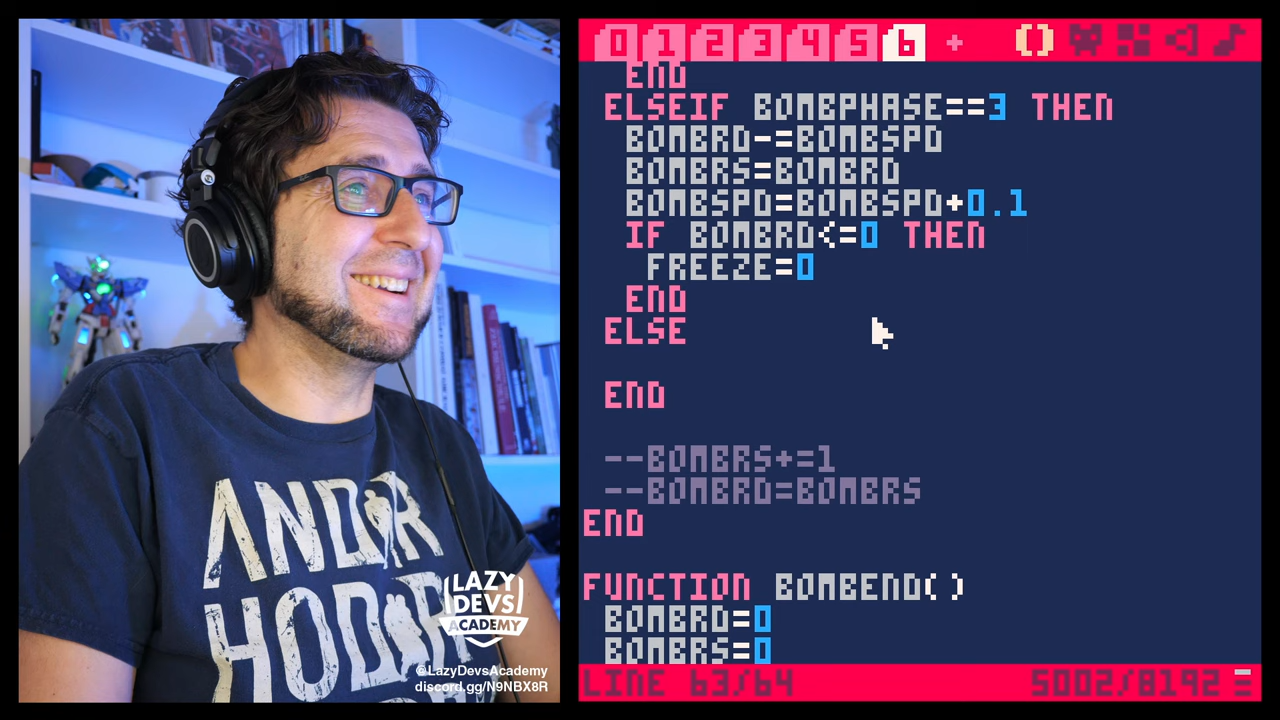 0 1 2 3 4 5 6 +
END
ELSEIF BOMBPHASE==3 THEN
BOMBRD-=BOMBSPD
BOMBRS=BOMBRD
BOMBSPD=BOMBSPD+0.1
IF BOMBRD<=0 THEN
FREEZE=0
END
ELSE
END
--BOMBRS+=1
--BOMBRD=BOMBRS
END
FUNCTION BOMBEND()
BOMBRD=0
BOMBRS=0
LINE 63/64 5002/8192
ANDOR
HODOR
LAZY
DEVS
ACADEMY
@LazyDevsAcademy
discord.gg/N9NBX8R